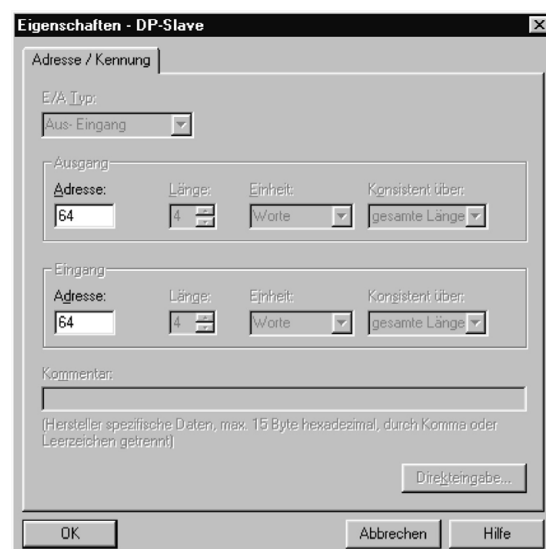 Eigenschaften - DP-Slave
Adresse / Kennung
E/A Typ:
Aus- Eingang
Ausgang
Adresse: Länge: Einheit: Konsistent über:
64 4 Worte gesamte Länge
Eingang
Adresse: Länge: Einheit: Konsistent über:
64 4 Worte gesamte Länge
Kommentar:
(Hersteller spezifische Daten, max. 15 Byte hexadezimal, durch Komma oder
Leerzeichen getrennt)
Direkteingabe...
OK Abbrechen Hilfe